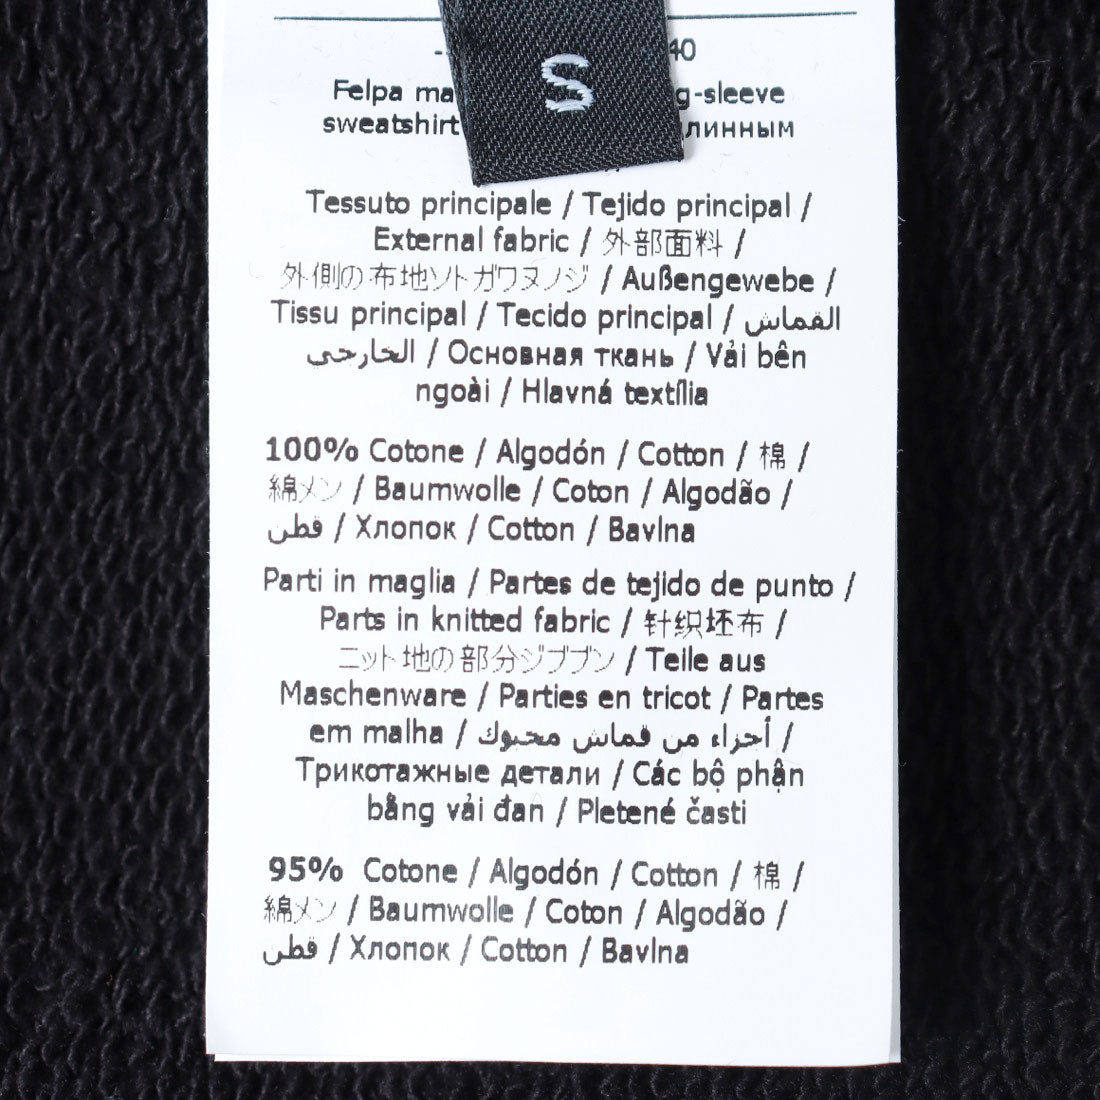 S
40
Felpa
-sleeve
sweatshirt
длинным
Tessuto principale / Tejido principal /
External fabric / 外部面料 /
外側の布地ソトガワヌノジ / Außengewebe /
Tissu principal / Tecido principal / القماش
الخارجي / Основная ткань / Vải bên
ngoài / Hlavná textília
100% Cotone / Algodón / Cotton / 棉 /
綿メン / Baumwolle / Coton / Algodão /
قطن / Хлопок / Cotton / Bavlna
Parti in maglia / Partes de tejido de punto /
Parts in knitted fabric / 针织坯布 /
ニット地の部分ジブブン / Teile aus
Maschenware / Parties en tricot / Partes
em malha / أجزاء من قماش محبوك /
Трикотажные детали / Các bộ phận
bằng vải đan / Pletené časti
95% Cotone / Algodón / Cotton / 棉 /
綿メン / Baumwolle / Coton / Algodão /
قطن / Хлопок / Cotton / Bavlna